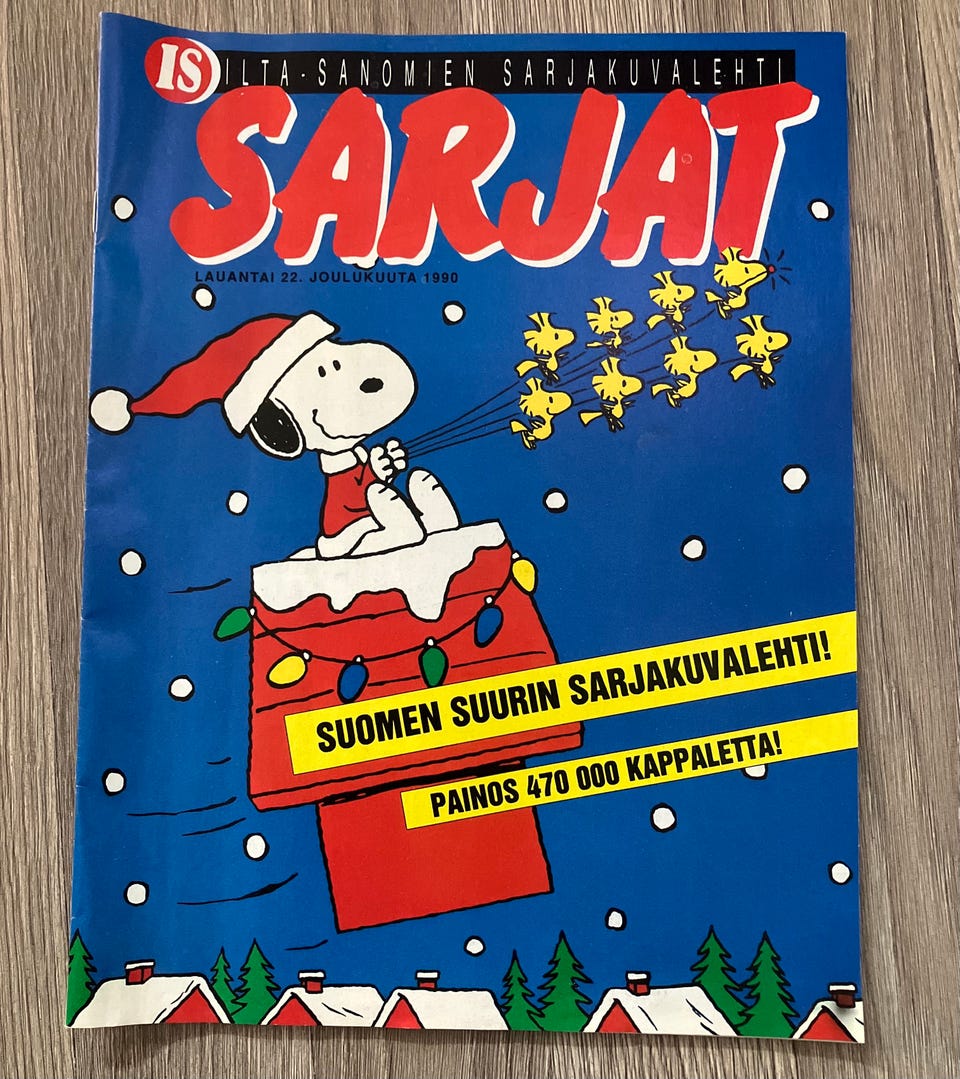 IS
ILTA-SANOMIEN SARJAKUVALEHTI
SARJAT
LAUANTAI 22. JOULUKUUTA 1990
SUOMEN SUURIN SARJAKUVALEHTI!
PAINOS 470 000 KAPPALETTA!